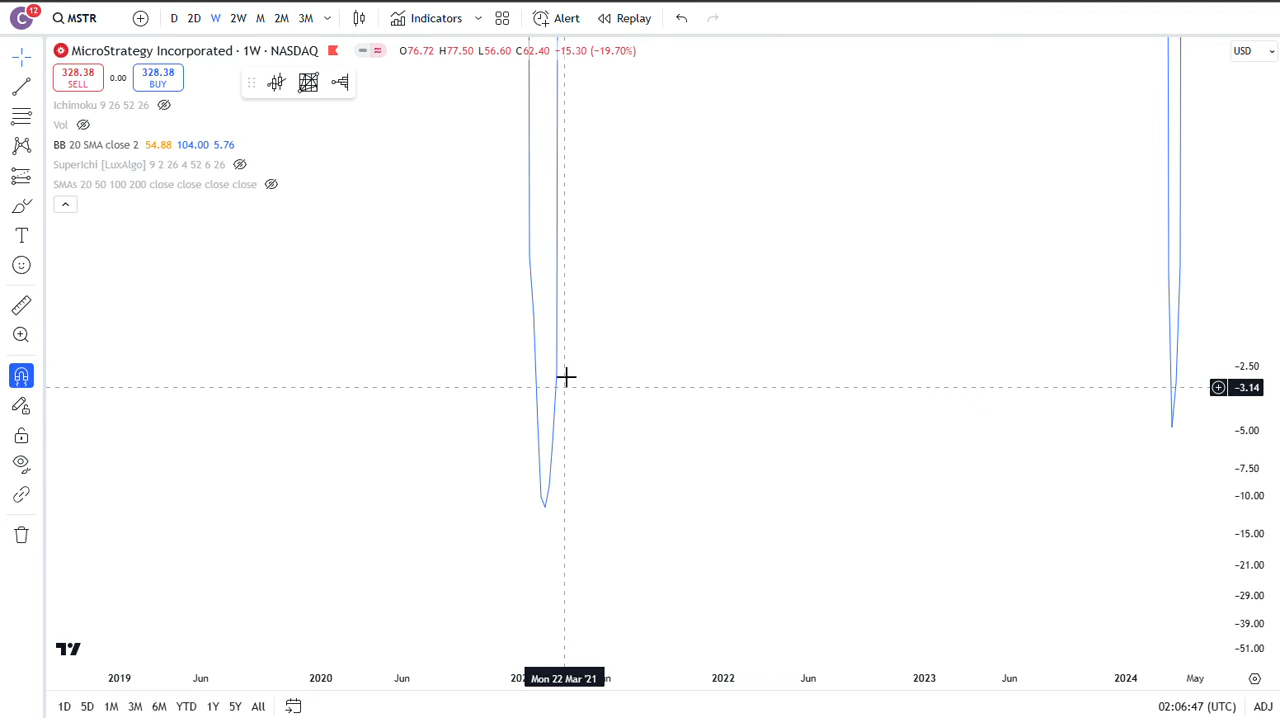 C 12 MSTR D 2D W 2W M 2M 3M Indicators Alert Replay
MicroStrategy Incorporated · 1W · NASDAQ O76.72 H77.50 L56.60 C62.40 −15.30 (−19.70%) USD
328.38 SELL 0.00 328.38 BUY
Ichimoku 9 26 52 26
Vol
BB 20 SMA close 2 54.88 104.00 5.76
SuperIchi [LuxAlgo] 9 2 26 4 52 6 26
SMAs 20 50 100 200 close close close close
−2.50
−3.14
−5.00
−7.50
−10.00
−15.00
−21.00
−29.00
−39.00
−51.00
2019 Jun 2020 Jun Mon 22 Mar '21 2022 Jun 2023 Jun 2024 May
1D 5D 1M 3M 6M YTD 1Y 5Y All 02:06:47 (UTC) ADJ